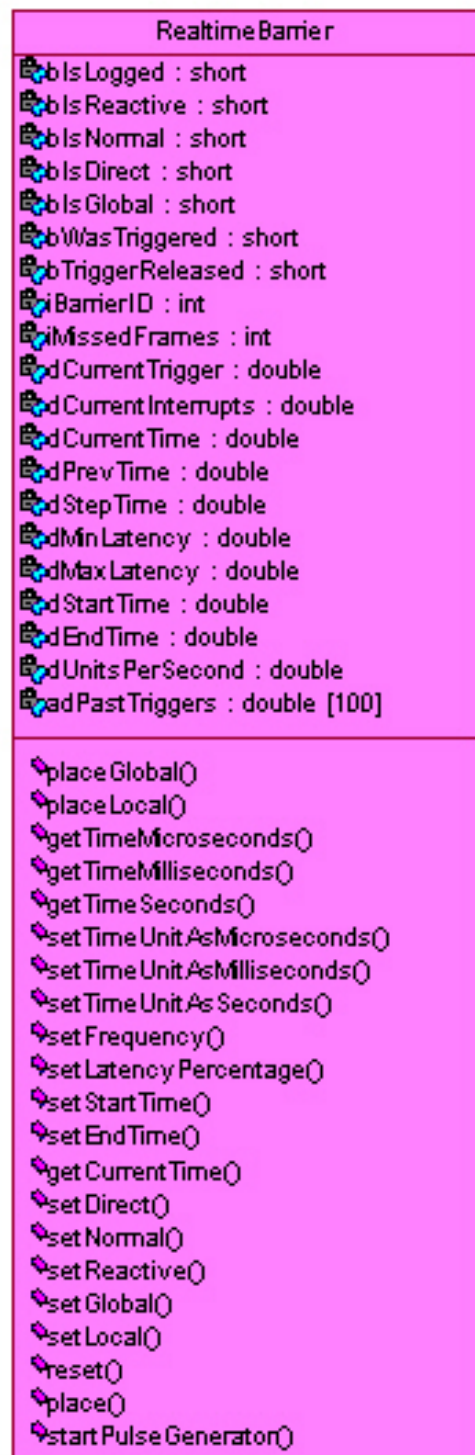 RealtimeBarrier
bIsLogged : short
bIsReactive : short
bIsNormal : short
bIsDirect : short
bIsGlobal : short
bWasTriggered : short
bTriggerReleased : short
iBarrierID : int
iMissedFrames : int
dCurrentTrigger : double
dCurrentInterrupts : double
dCurrentTime : double
dPrevTime : double
dStepTime : double
dMinLatency : double
dMaxLatency : double
dStartTime : double
dEndTime : double
dUnitsPerSecond : double
adPastTriggers : double [100]
placeGlobal()
placeLocal()
getTimeMicroseconds()
getTimeMilliseconds()
getTimeSeconds()
setTimeUnitAsMicroseconds()
setTimeUnitAsMilliseconds()
setTimeUnitAsSeconds()
setFrequency()
setLatencyPercentage()
setStartTime()
setEndTime()
getCurrentTime()
setDirect()
setNormal()
setReactive()
setGlobal()
setLocal()
reset()
place()
startPulseGenerator()